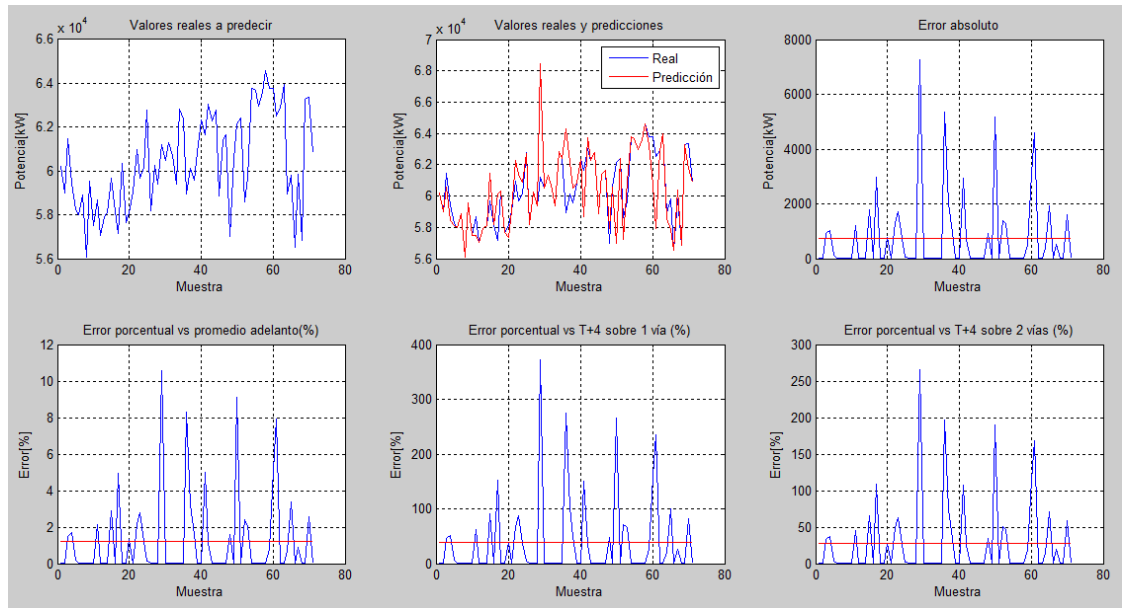 Valores reales a predecir
x 10^4
6.6
6.4
6.2
6
5.8
5.6
0 20 40 60 80
Potencia[kW]
Muestra
Valores reales y predicciones
x 10^4
7
6.8
6.6
6.4
6.2
6
5.8
5.6
0 20 40 60 80
Potencia[kW]
Muestra
Real
Predicción
Error absoluto
8000
6000
4000
2000
0
0 20 40 60 80
Potencia[kW]
Muestra
Error porcentual vs promedio adelanto(%)
12
10
8
6
4
2
0
0 20 40 60 80
Error[%]
Muestra
Error porcentual vs T+4 sobre 1 vía (%)
400
300
200
100
0
0 20 40 60 80
Error[%]
Muestra
Error porcentual vs T+4 sobre 2 vías (%)
300
250
200
150
100
50
0
0 20 40 60 80
Error[%]
Muestra